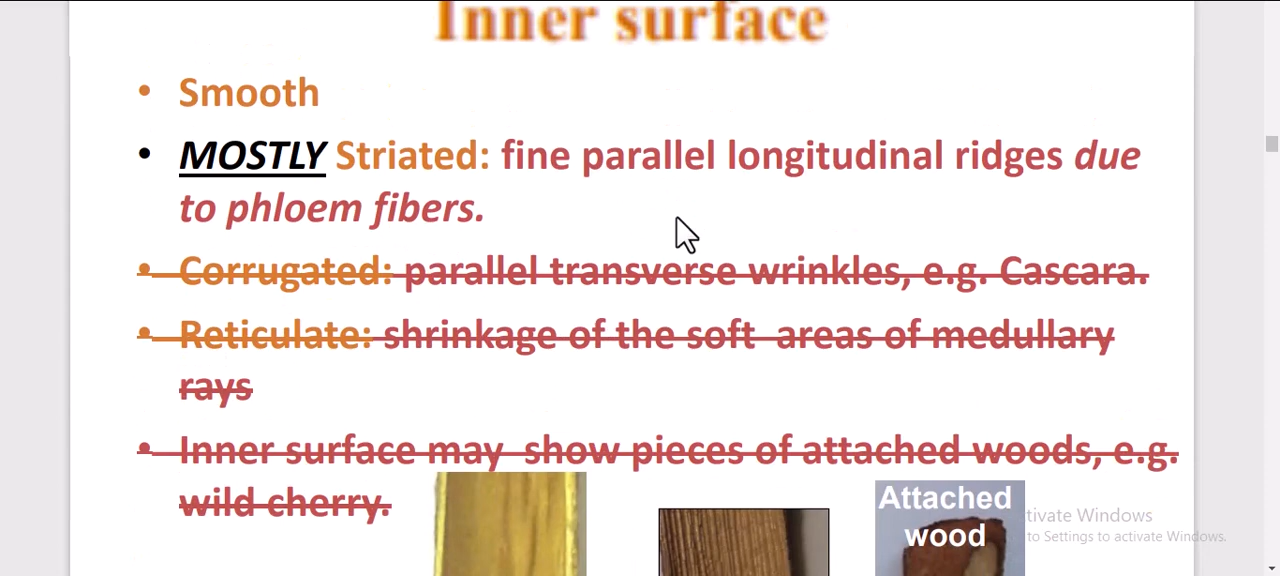 Inner surface
• Smooth
• MOSTLY Striated: fine parallel longitudinal ridges due
to phloem fibers.
• Corrugated: parallel transverse wrinkles, e.g. Cascara.
• Reticulate: shrinkage of the soft  areas of medullary
rays
• Inner surface may  show pieces of attached woods, e.g.
wild cherry.
Attached
wood
tivate Windows
to Settings to activate Windows.